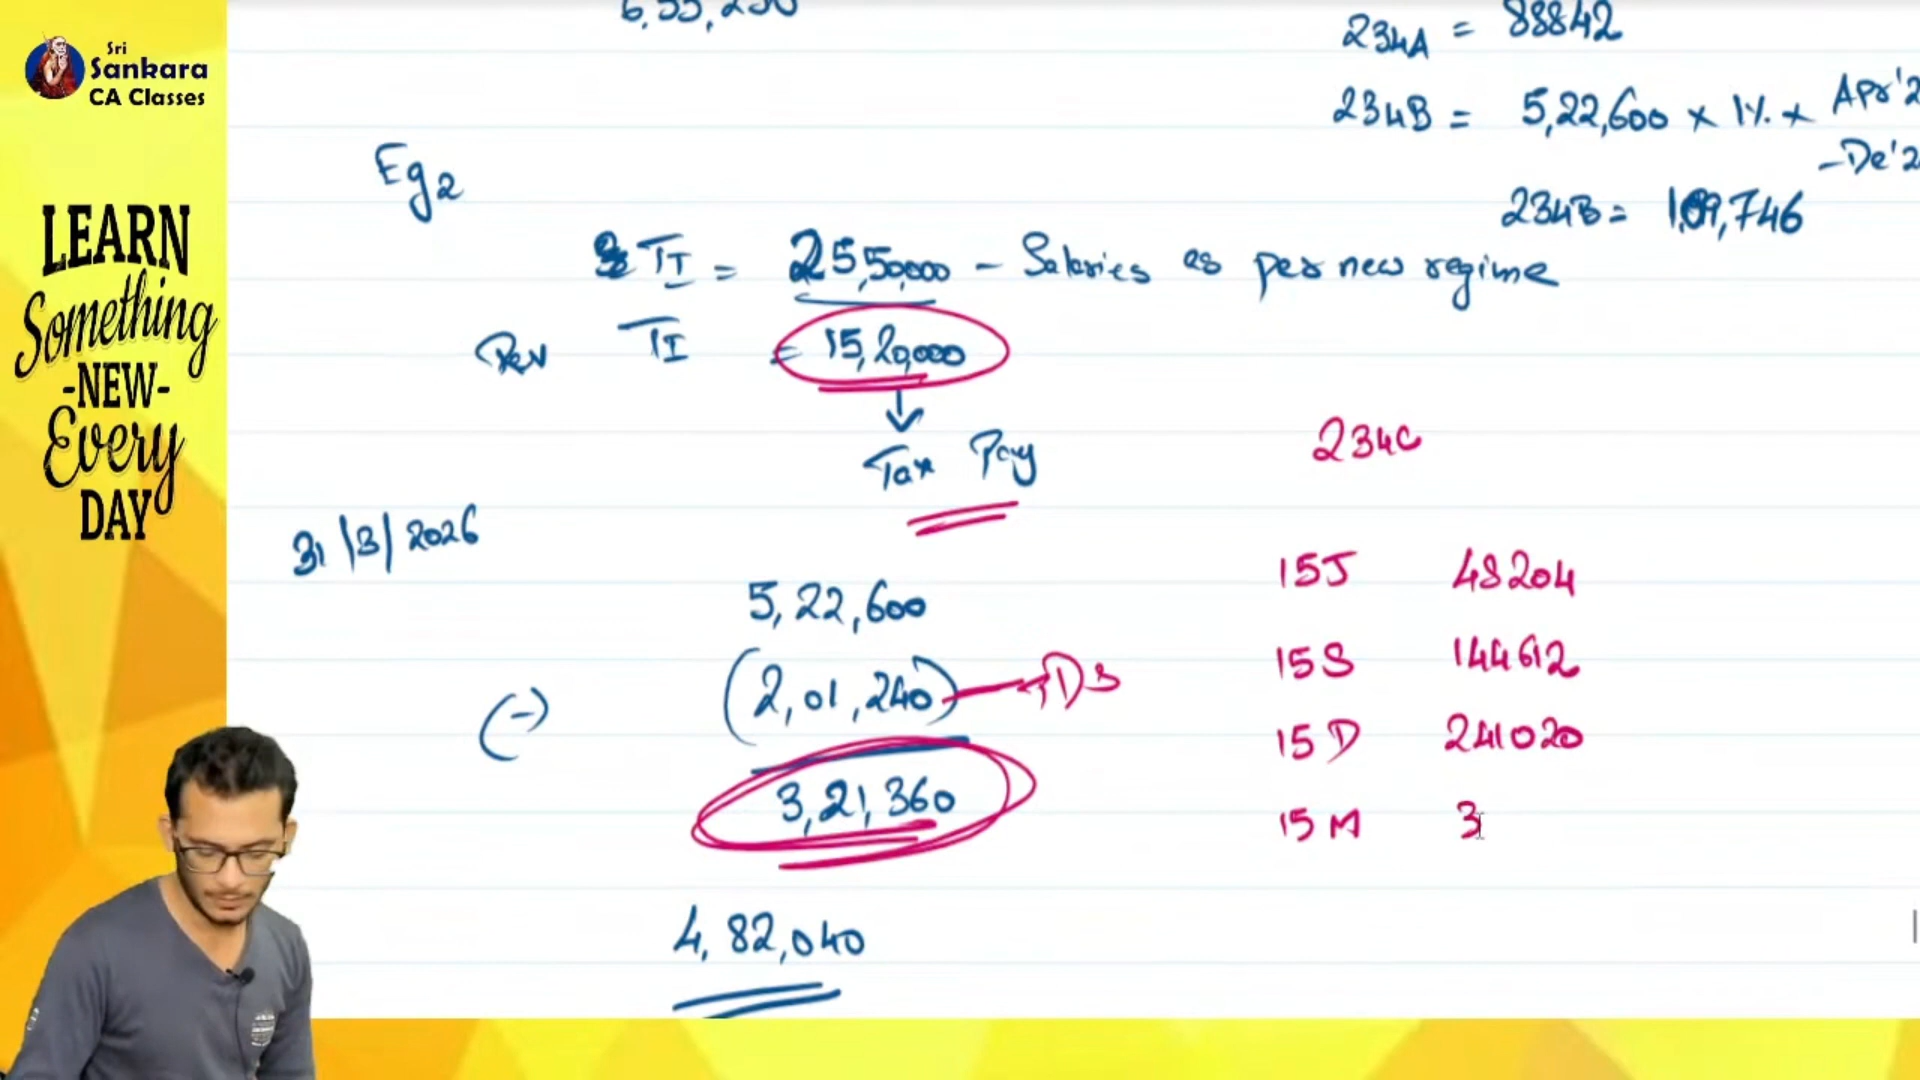 Sri
Sankara
CA Classes
LEARN
Something
-NEW-
Every
DAY
234A = 88842
234B = 5,22,600 x 1% x Apr'2
-De'2
234B = 1,09,746
Eg 2
TI = 25,50,000 - Salaries as per new regime
Rev TI = 15,20,000
Tax Pay
234C
31/3/2026
5,22,600
(-) (2,01,240) TDS
3,21,360
4,82,040
15J 48204
15S 144612
15D 241020
15M 3